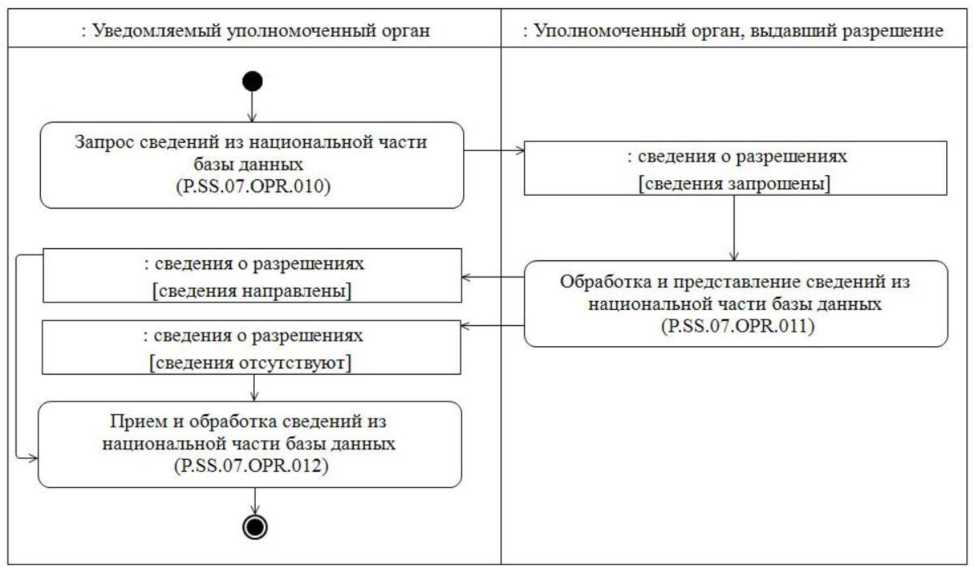 : Уведомляемый уполномоченный орган
: Уполномоченный орган, выдавший разрешение
Запрос сведений из национальной части
базы данных
(P.SS.07.OPR.010)
: сведения о разрешениях
[сведения запрошены]
Обработка и представление сведений из
национальной части базы данных
(P.SS.07.OPR.011)
: сведения о разрешениях
[сведения направлены]
: сведения о разрешениях
[сведения отсутствуют]
Прием и обработка сведений из
национальной части базы данных
(P.SS.07.OPR.012)